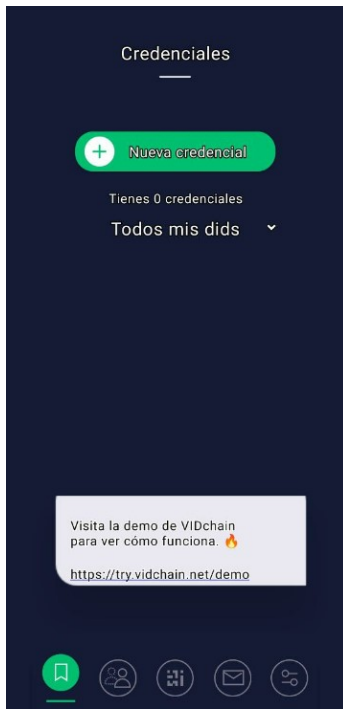 Credenciales
Nueva credencial
Tienes 0 credenciales
Todos mis dids
Visita la demo de VIDchain
para ver cómo funciona. 🔥
https://try.vidchain.net/demo